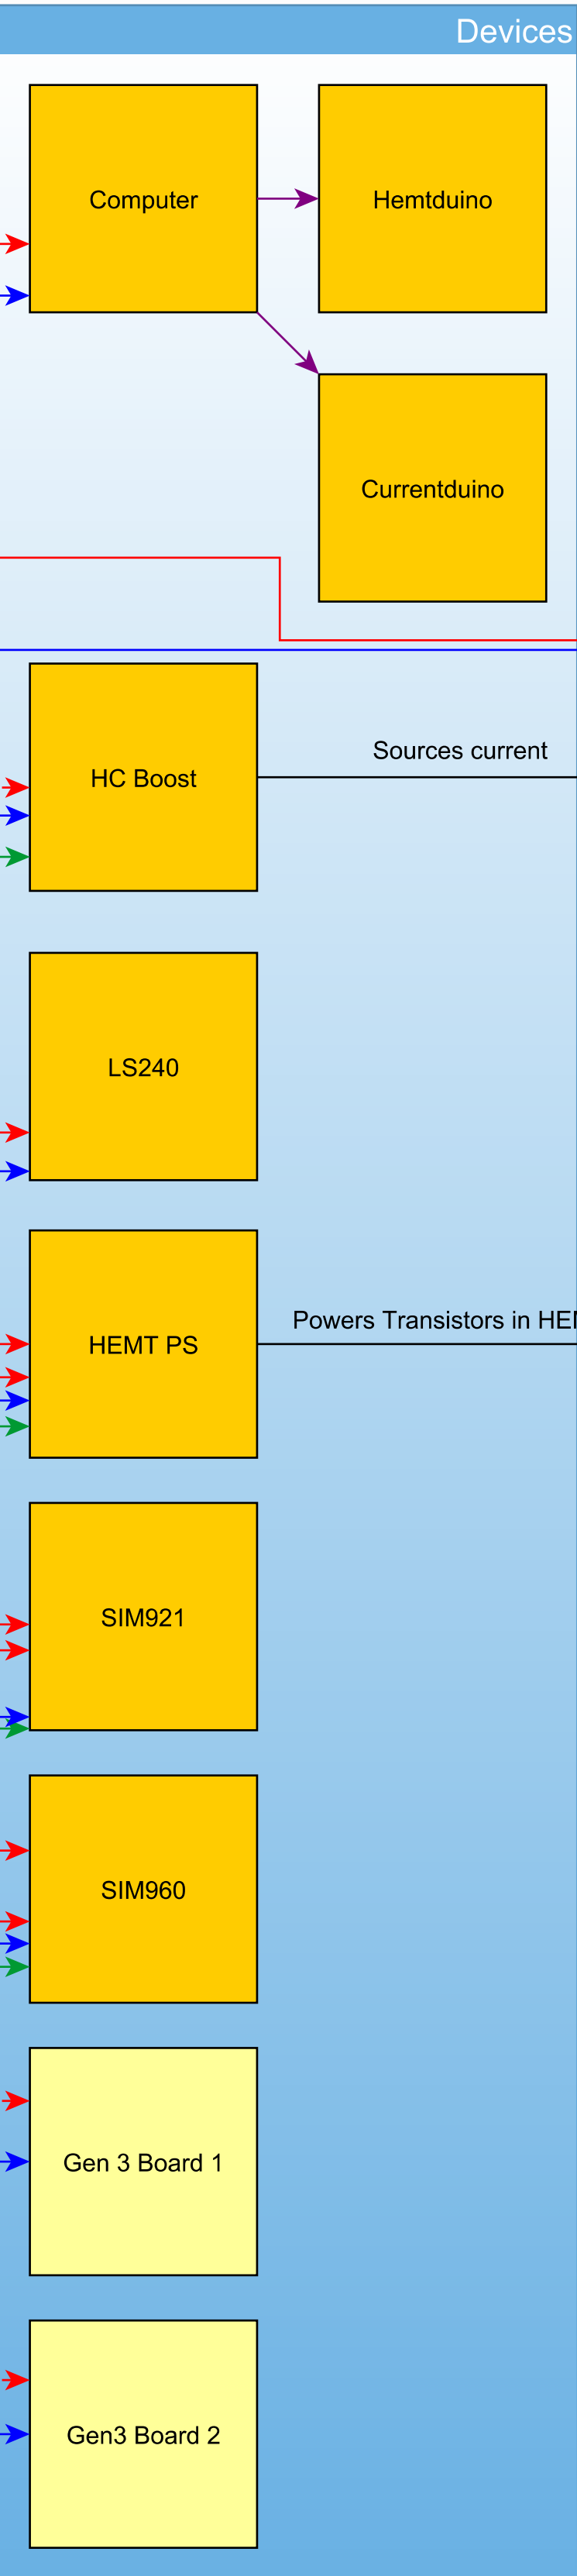 Devices
Computer
Hemtduino
Currentduino
HC Boost
Sources current
LS240
HEMT PS
Powers Transistors in HEM
SIM921
SIM960
Gen 3 Board 1
Gen3 Board 2